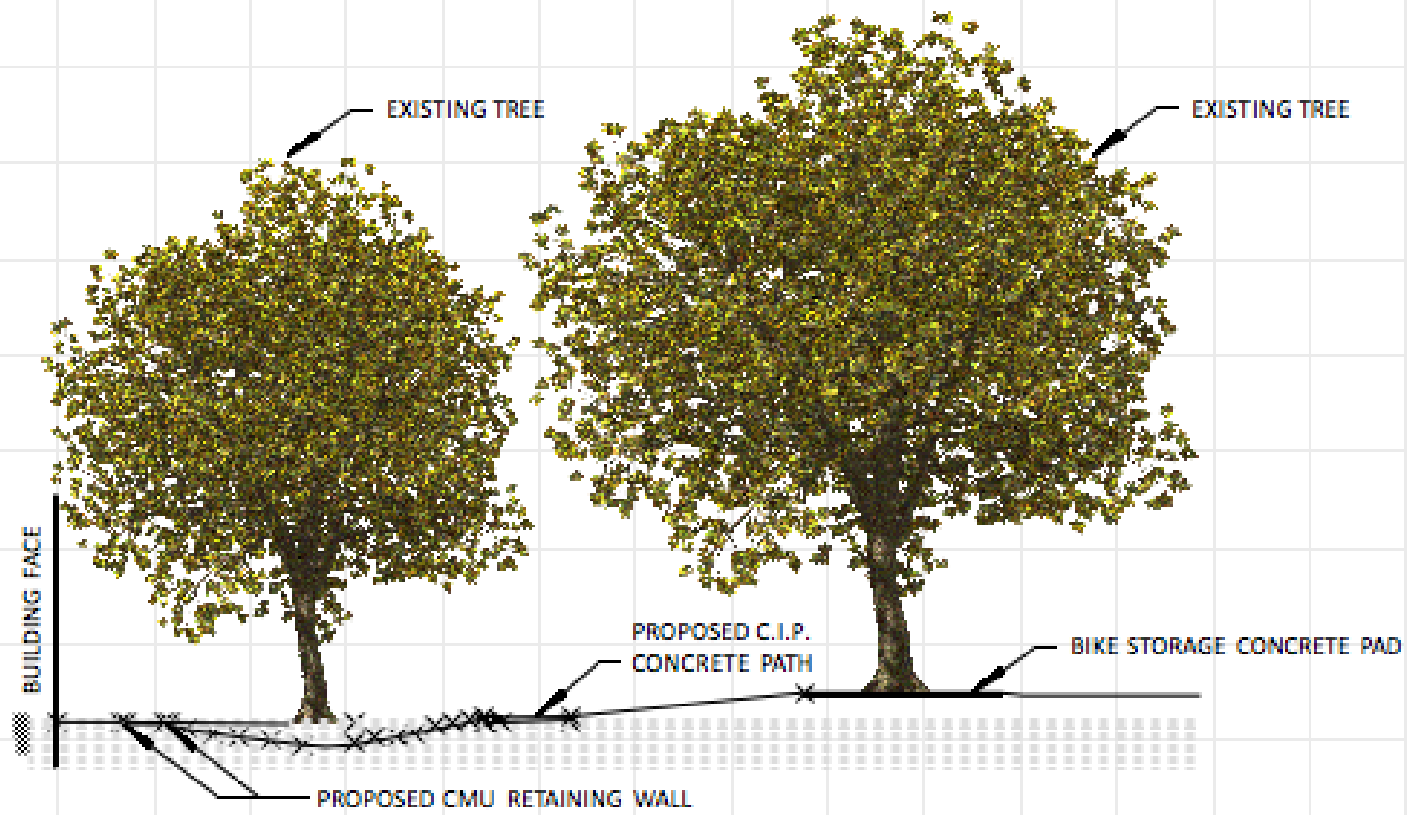 EXISTING TREE
EXISTING TREE
BUILDING FACE
PROPOSED C.I.P.
CONCRETE PATH
BIKE STORAGE CONCRETE PAD
PROPOSED CMU RETAINING WALL